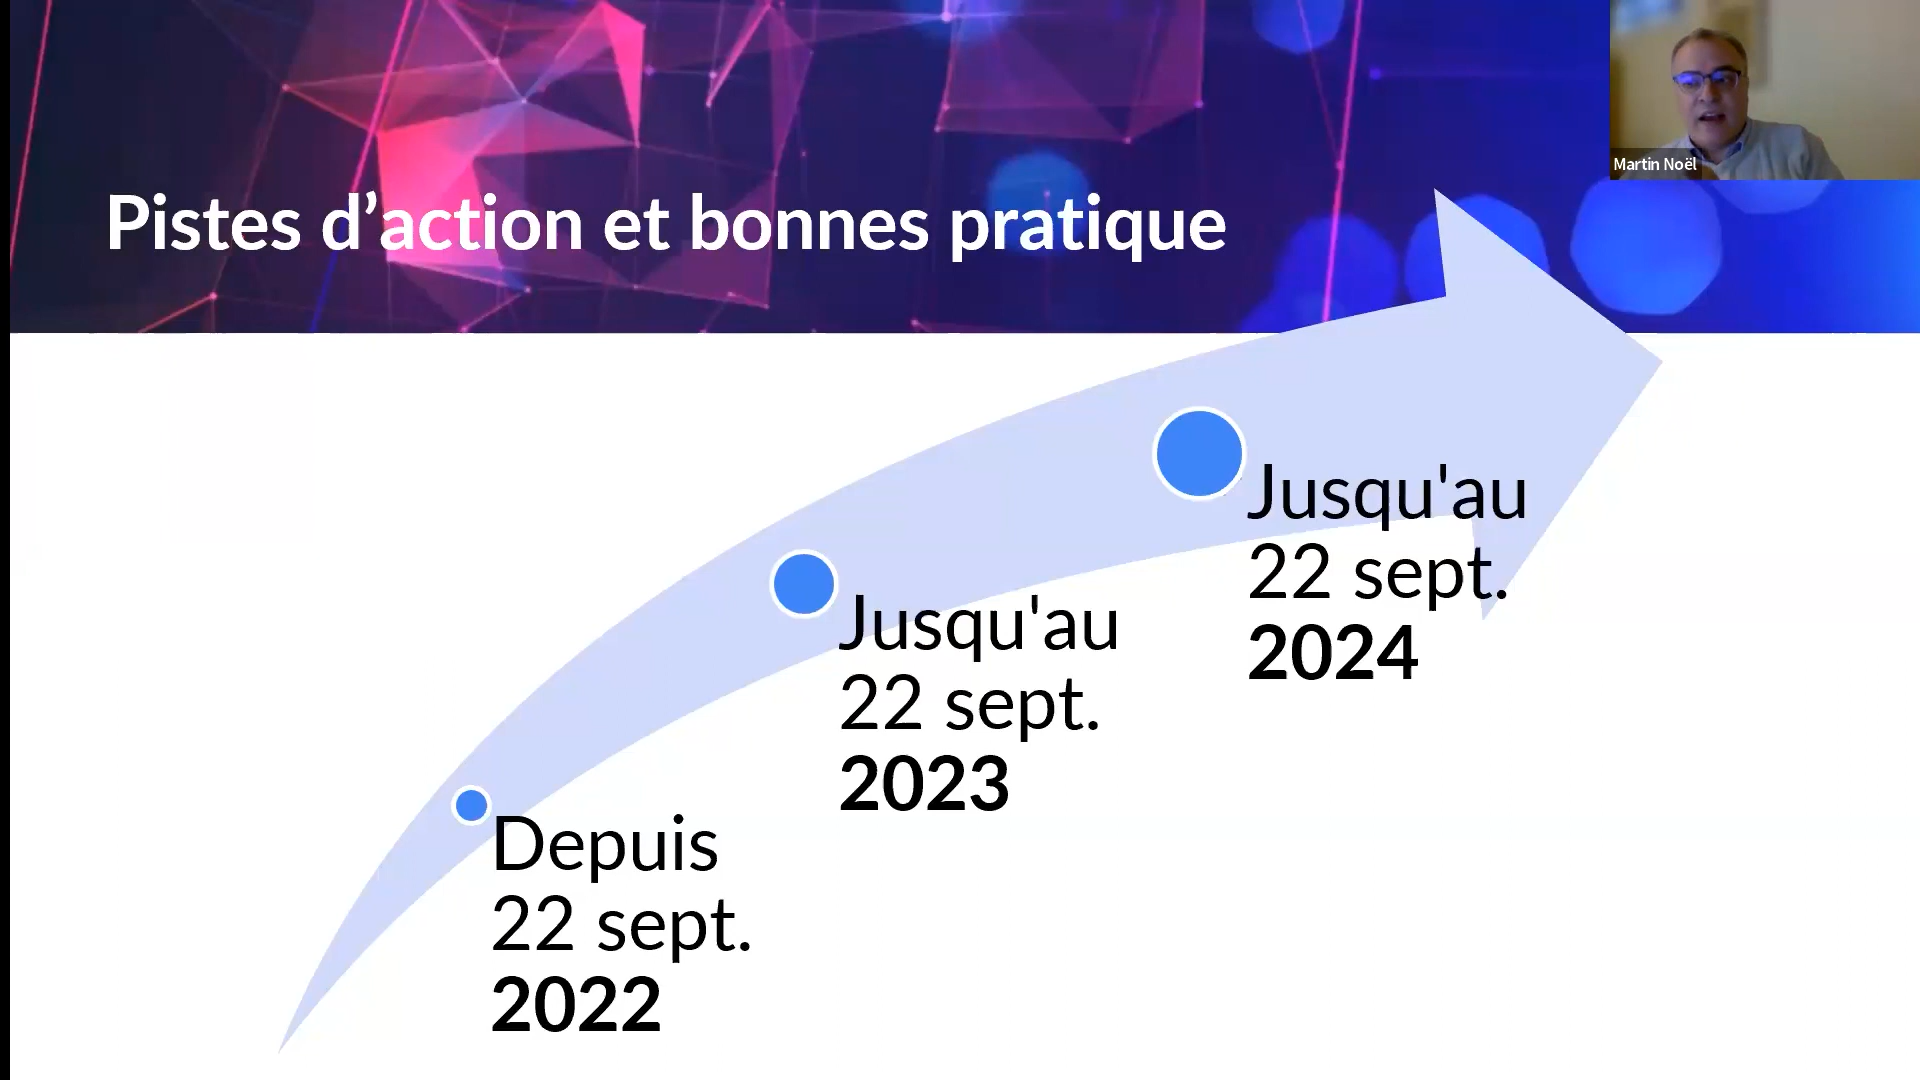 Martin Noël
Pistes d’action et bonnes pratique
Depuis
22 sept.
2022
Jusqu'au
22 sept.
2023
Jusqu'au
22 sept.
2024